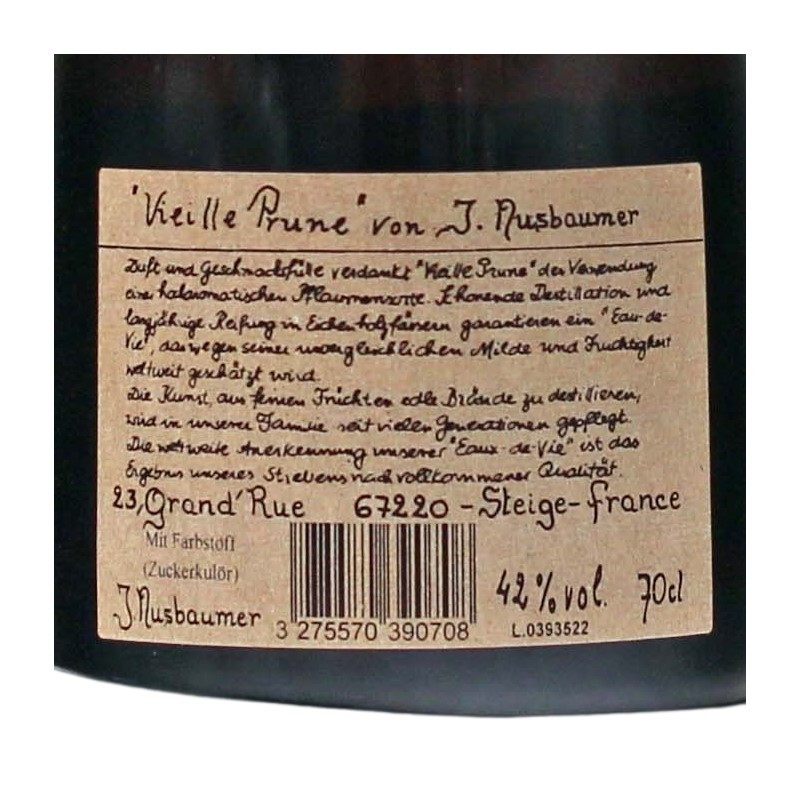 "Vieille Prune" von J. Nusbaumer
Duft und Geschmacksfülle verdankt "Vieille Prune" der Verwendung
einer halbaromatischen Pflaumensorte. Schonende Destillation und
langjährige Reifung in Eichenholzfässern garantieren ein "Eau-de-
Vie", das wegen seiner unvergleichlichen Milde und Fruchtigkeit
weltweit geschätzt wird.
Die Kunst, aus feinen Früchten edle Brände zu destillieren,
wird in unserer Familie seit vielen Generationen gepflegt.
Die weltweite Anerkennung unserer "Eaux-de-Vie" ist das
Ergebnis unseres Strebens nach vollkommener Qualität.
23, Grand'Rue 67220 - Steige - France
Mit Farbstoff
(Zuckerkulör)
J. Nusbaumer
3 275570 390708
42% vol. 70cl
L.0393522